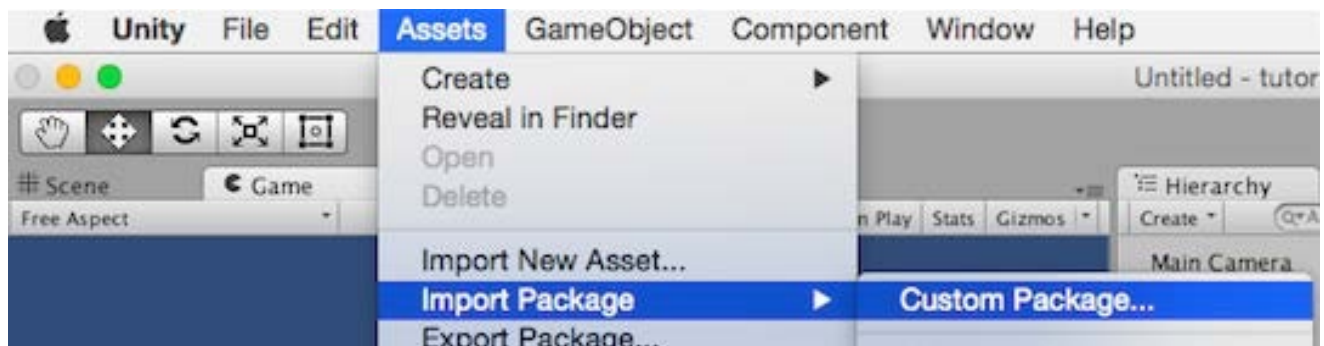 Unity File Edit Assets GameObject Component Window Help
Create
Untitled - tutor
Reveal in Finder
Open
Delete
Scene Game
Hierarchy
Free Aspect
n Play Stats Gizmos
Create
Import New Asset...
Main Camera
Import Package
Custom Package...
Export Package...